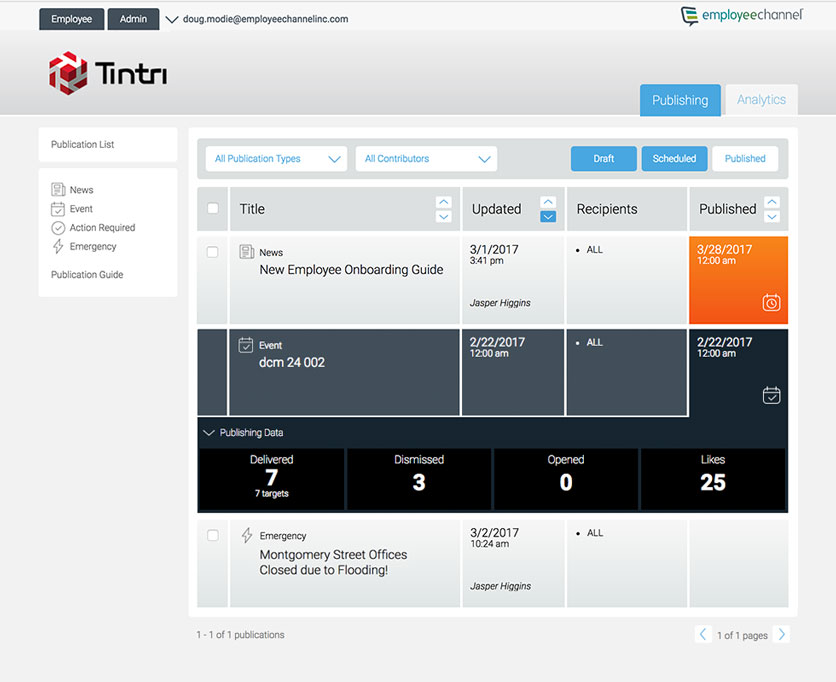 Employee Admin doug.modie@employeechannelinc.com employeechannel
Tintri
Publishing Analytics
Publication List
News
Event
Action Required
Emergency
Publication Guide
All Publication Types All Contributors Draft Scheduled Published
Title Updated Recipients Published
News
New Employee Onboarding Guide
3/1/2017
3:41 pm
Jasper Higgins
• ALL
3/28/2017
12:00 am
Event
dcm 24 002
2/22/2017
12:00 am
• ALL
2/22/2017
12:00 am
Publishing Data
Delivered
7
7 targets
Dismissed
3
Opened
0
Likes
25
Emergency
Montgomery Street Offices
Closed due to Flooding!
3/2/2017
10:24 am
Jasper Higgins
• ALL
1 - 1 of 1 publications
1 of 1 pages